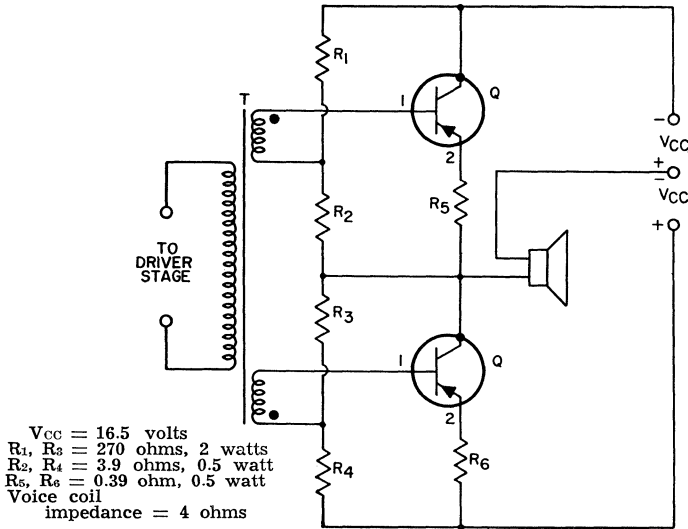 R1
T
1
Q
2
−
VCC
+
−
VCC
+
R5
R2
TO
DRIVER
STAGE
R3
1
Q
2
R4
R6
VCC = 16.5 volts
R1, R3 = 270 ohms, 2 watts
R2, R4 = 3.9 ohms, 0.5 watt
R5, R6 = 0.39 ohm, 0.5 watt
Voice coil
impedance = 4 ohms